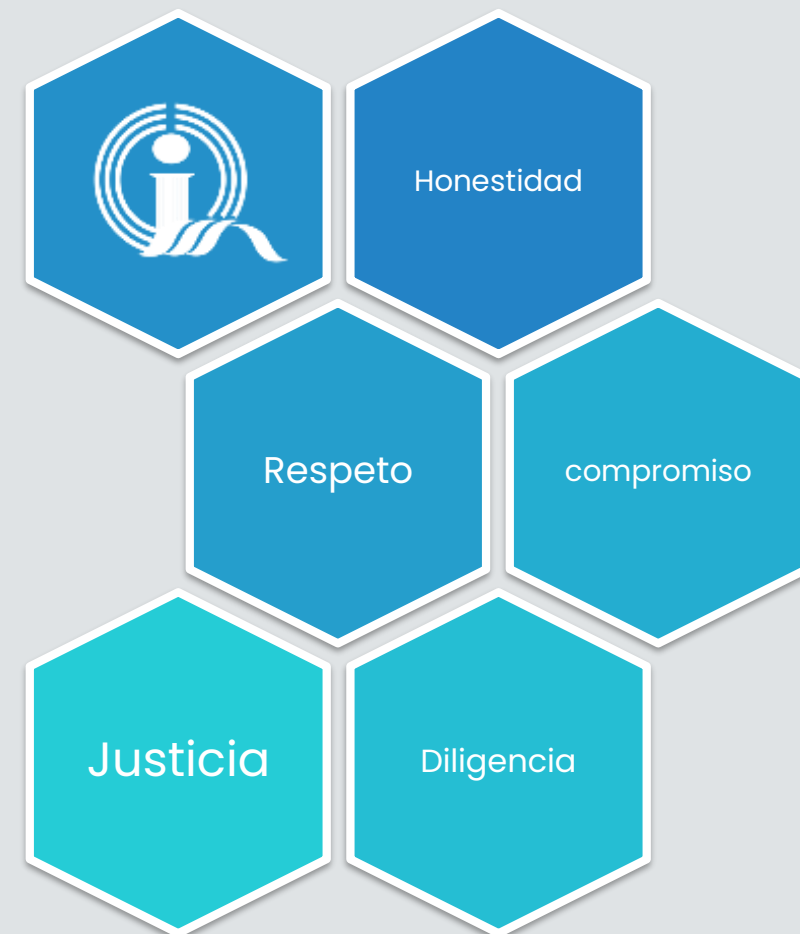 Honestidad
Respeto
compromiso
Justicia
Diligencia